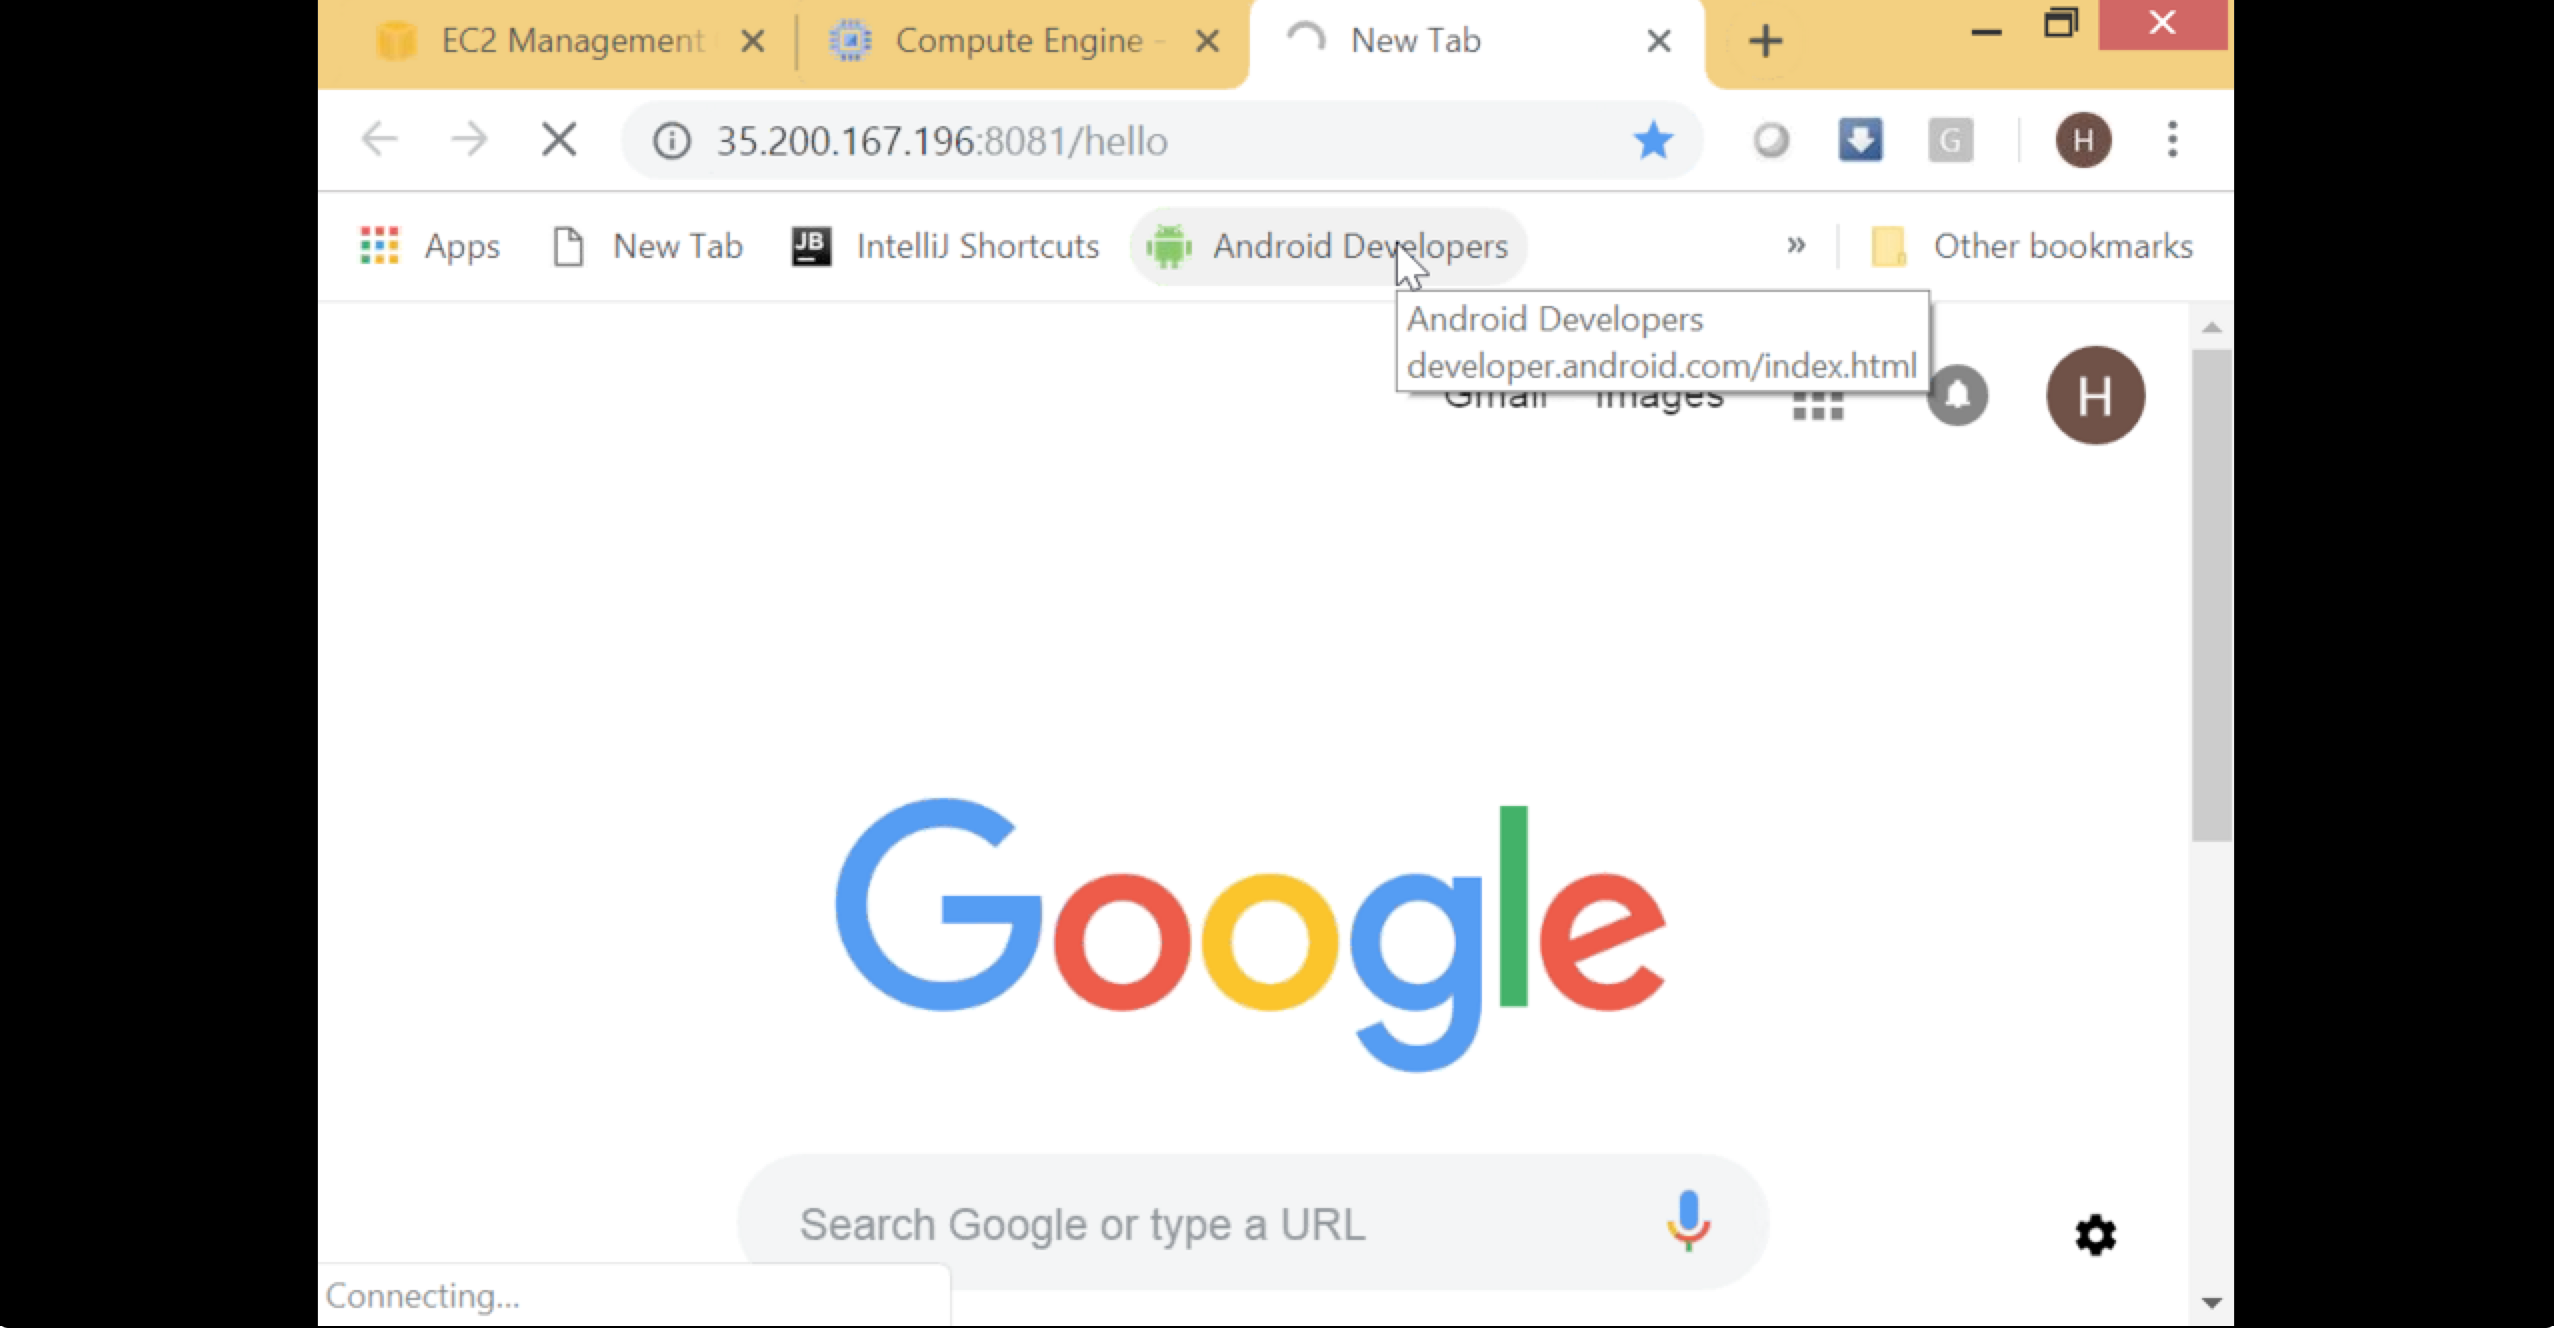 EC2 Management
Compute Engine -
New Tab
35.200.167.196:8081/hello
G
H
Apps
New Tab
JB
IntelliJ Shortcuts
Android Developers
»
Other bookmarks
Android Developers
developer.android.com/index.html
Gmail
Images
H
Google
Search Google or type a URL
Connecting...